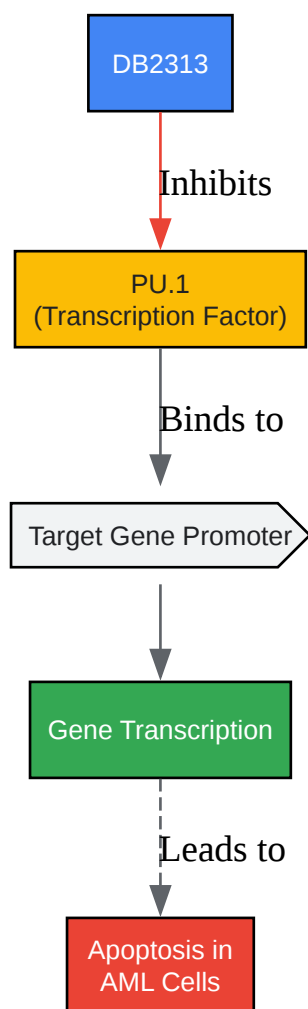 DB2313
Inhibits
PU.1
(Transcription Factor)
Binds to
Target Gene Promoter
Gene Transcription
Leads to
Apoptosis in
AML Cells